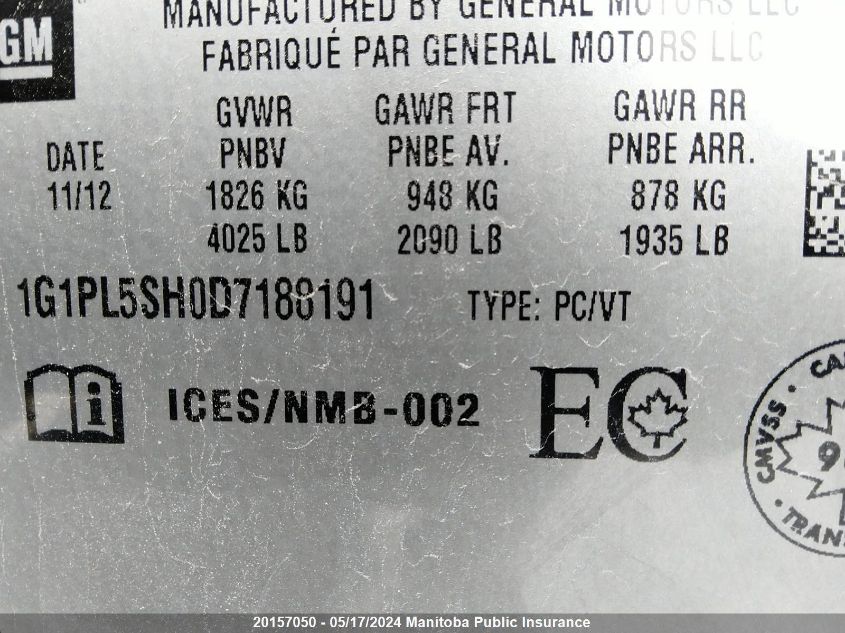 GM
MANUFACTURED BY GENERAL MOTORS LLC
FABRIQUÉ PAR GENERAL MOTORS LLC
GVWR GAWR FRT GAWR RR
DATE PNBV PNBE AV. PNBE ARR.
11/12 1826 KG 948 KG 878 KG
4025 LB 2090 LB 1935 LB
1G1PL5SH0D7188191 TYPE: PC/VT
i ICES/NMB-002 EC
CMVSS · CA
TRAN
20157050 - 05/17/2024 Manitoba Public Insurance